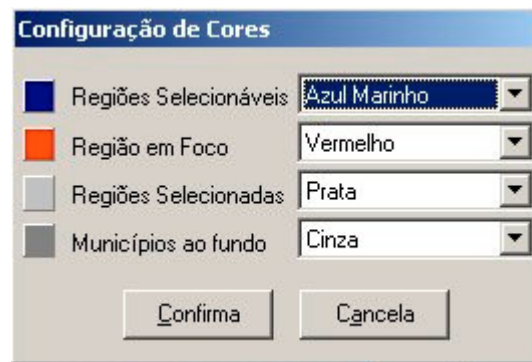 Configuração de Cores
Regiões Selecionáveis Azul Marinho
Região em Foco Vermelho
Regiões Selecionadas Prata
Municípios ao fundo Cinza
Confirma Cancela